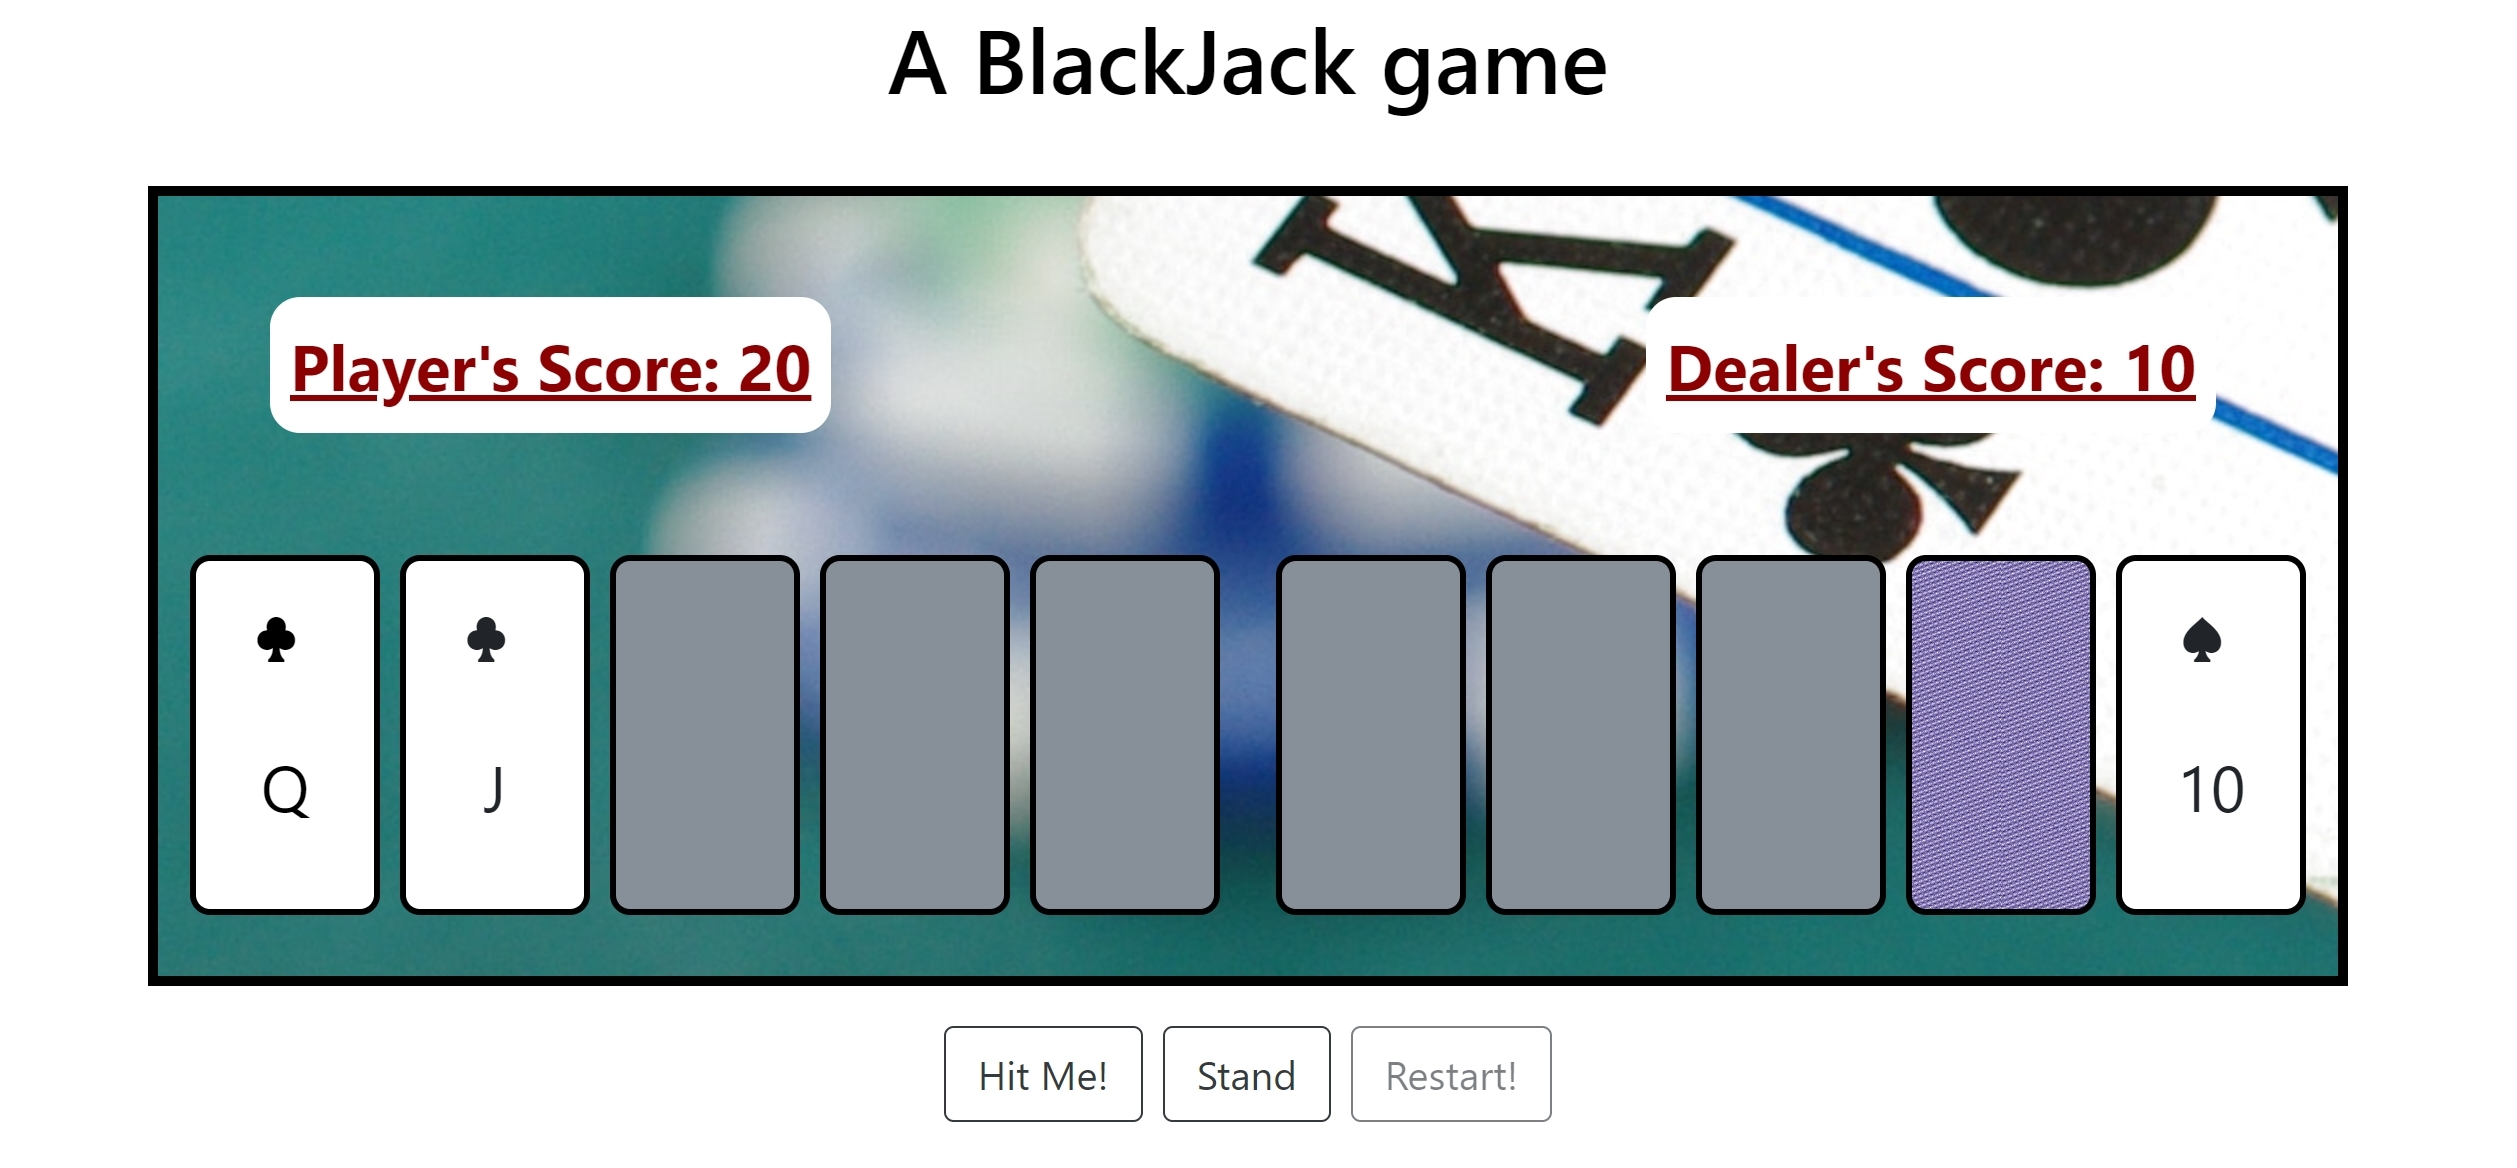 A BlackJack game
K
Player's Score: 20
Dealer's Score: 10
♣
♣
♠
Q
J
10
Hit Me!
Stand
Restart!